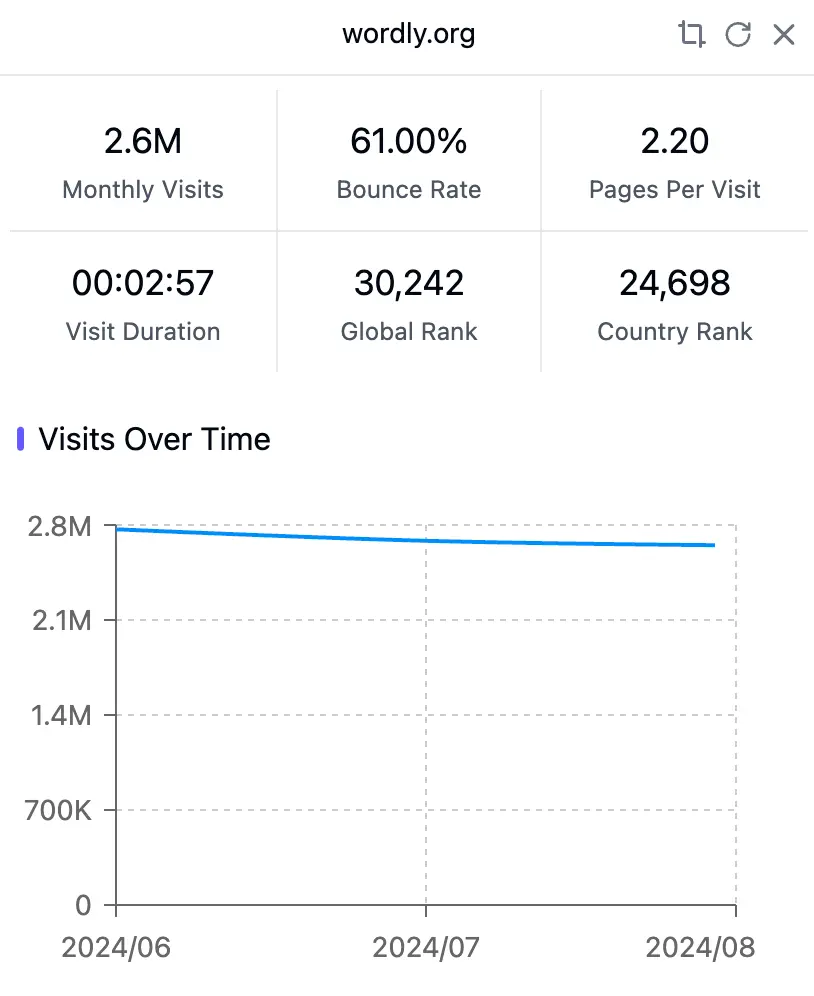 wordly.org
2.6M
Monthly Visits
61.00%
Bounce Rate
2.20
Pages Per Visit
00:02:57
Visit Duration
30,242
Global Rank
24,698
Country Rank
Visits Over Time
2.8M
2.1M
1.4M
700K
0
2024/06
2024/07
2024/08